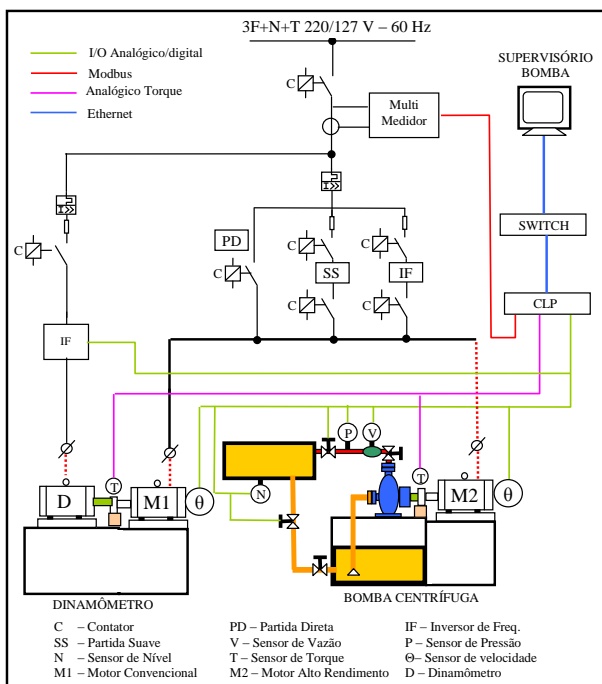 3F+N+T 220/127 V – 60 Hz
I/O Analógico/digital
Modbus
Analógico Torque
Ethernet
SUPERVISÓRIO
BOMBA
C
Multi
Medidor
SWITCH
CLP
C
PD
C
C
SS
C
C
IF
C
IF
P
V
N
T
D
M1
θ
T
M2
θ
DINAMÔMETRO
BOMBA CENTRÍFUGA
C – Contator
PD – Partida Direta
IF – Inversor de Freq.
SS – Partida Suave
V – Sensor de Vazão
P – Sensor de Pressão
N – Sensor de Nível
T – Sensor de Torque
Θ– Sensor de velocidade
M1 – Motor Convencional
M2 – Motor Alto Rendimento
D – Dinamômetro